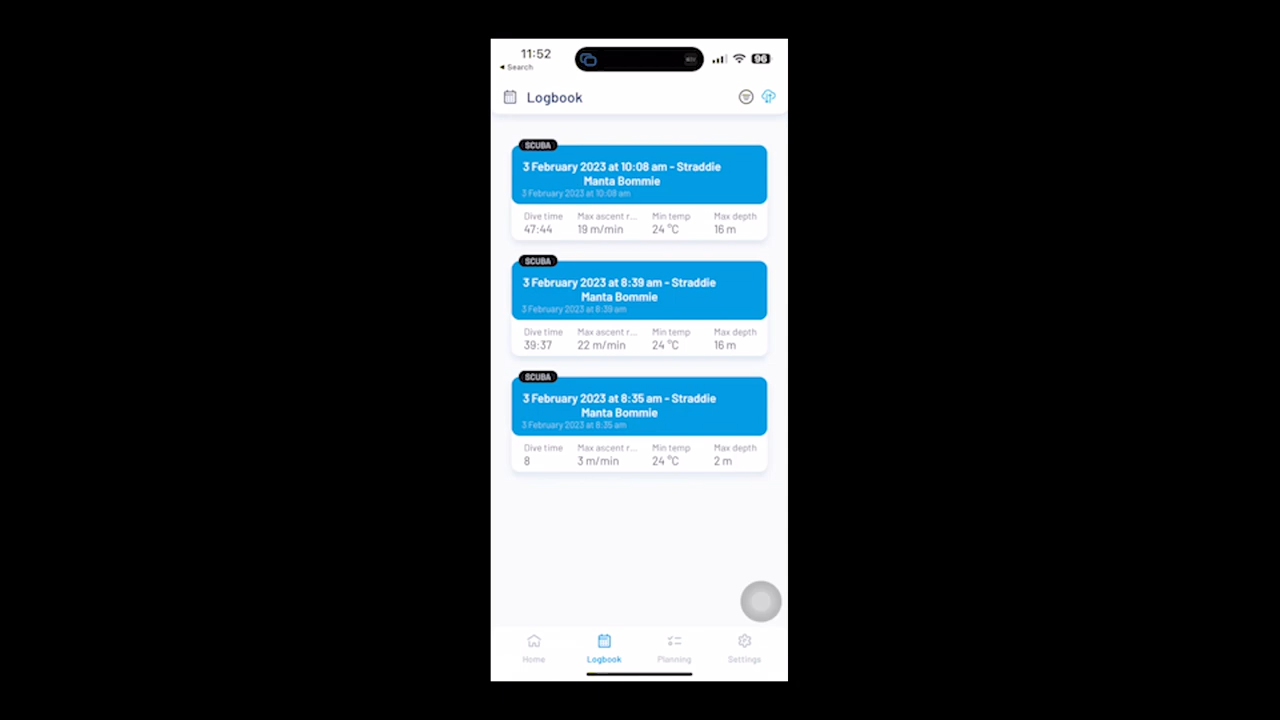 11:52
96
◀ Search
Logbook
SCUBA
3 February 2023 at 10:08 am - Straddie
Manta Bommie
3 February 2023 at 10:08 am
Dive time Max ascent r... Min temp Max depth
47:44 19 m/min 24 °C 16 m
SCUBA
3 February 2023 at 8:39 am - Straddie
Manta Bommie
3 February 2023 at 8:39 am
Dive time Max ascent r... Min temp Max depth
39:37 22 m/min 24 °C 16 m
SCUBA
3 February 2023 at 8:35 am - Straddie
Manta Bommie
3 February 2023 at 8:35 am
Dive time Max ascent r... Min temp Max depth
8 3 m/min 24 °C 2 m
Home Logbook Planning Settings